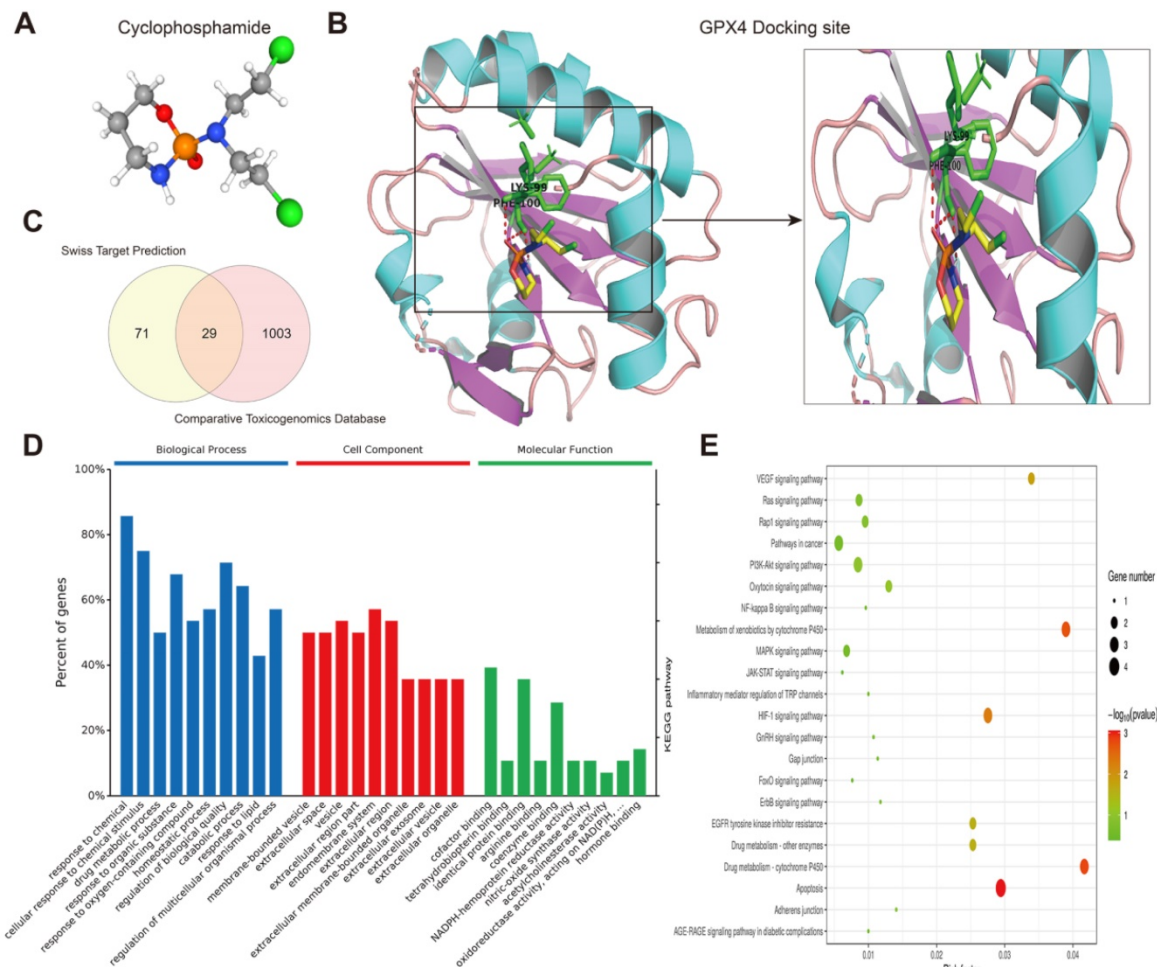 A
Cyclophosphamide
B
GPX4 Docking site
LYS-99
PHE-100
LYS-99
PHE-100
C
Swiss Target Prediction
71
29
1003
Comparative Toxicogenomics Database
D
Biological Process
Cell Component
Molecular Function
Percent of genes
100%
80%
60%
40%
20%
0%
KEGG pathway
response to chemical
cellular response to chemical stimulus
drug metabolic process
response to organic substance
response to oxygen-containing compound
homeostatic process
regulation of biological quality
catabolic process
response to lipid
regulation of multicellular organismal process
membrane-bounded vesicle
extracellular space
vesicle
extracellular region part
endomembrane system
extracellular region
extracellular membrane-bounded organelle
extracellular exosome
extracellular vesicle
extracellular organelle
cofactor binding
tetrahydrobiopterin binding
identical protein binding
arginine binding
coenzyme binding
NADPH-hemoprotein reductase activity
nitric-oxide synthase activity
acetylcholinesterase activity
oxidoreductase activity, acting on NAD(P)H, ...
hormone binding
E
VEGF signaling pathway
Ras signaling pathway
Rap1 signaling pathway
Pathways in cancer
PI3K-Akt signaling pathway
Oxytocin signaling pathway
NF-kappa B signaling pathway
Metabolism of xenobiotics by cytochrome P450
MAPK signaling pathway
JAK-STAT signaling pathway
Inflammatory mediator regulation of TRP channels
HIF-1 signaling pathway
GnRH signaling pathway
Gap junction
FoxO signaling pathway
ErbB signaling pathway
EGFR tyrosine kinase inhibitor resistance
Drug metabolism - other enzymes
Drug metabolism - cytochrome P450
Apoptosis
Adherens junction
AGE-RAGE signaling pathway in diabetic complications
0.01
0.02
0.03
0.04
Gene number
1
2
3
4
−log₁₀(pvalue)
3
2
1